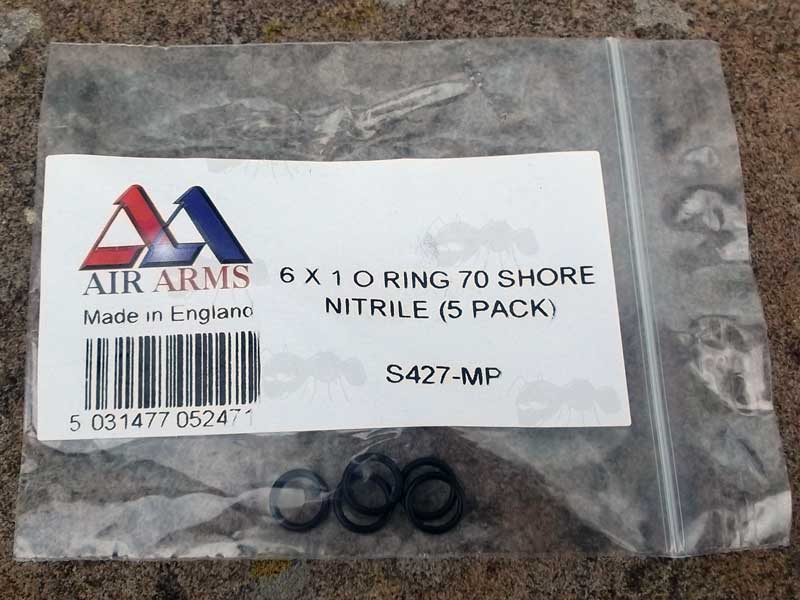 AIR ARMS
Made in England
5 031477 052471
6 X 1 O RING 70 SHORE
NITRILE (5 PACK)
S427-MP